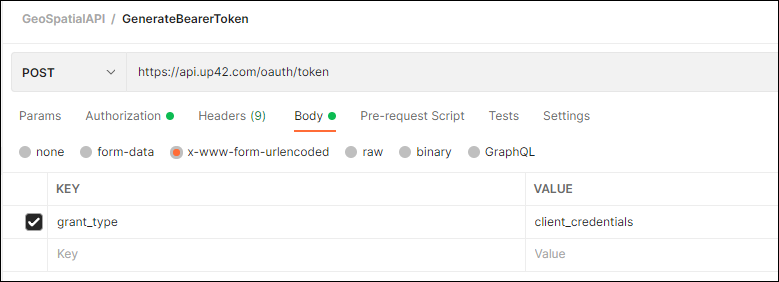 GeoSpatialAPI / GenerateBearerToken
POST https://api.up42.com/oauth/token
Params Authorization Headers (9) Body Pre-request Script Tests Settings
none form-data x-www-form-urlencoded raw binary GraphQL
KEY VALUE
grant_type client_credentials
Key Value